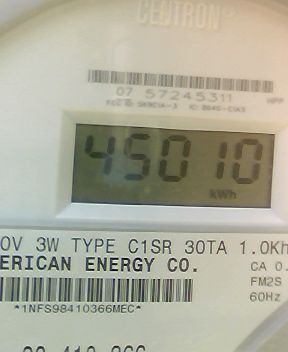 CENTRON
07 57245311
45010
kWh
0V 3W TYPE C1SR 30TA 1.0Kh
ERICAN ENERGY CO.
CA 0.
FM2S
60Hz
*1NFS98410366MEC*